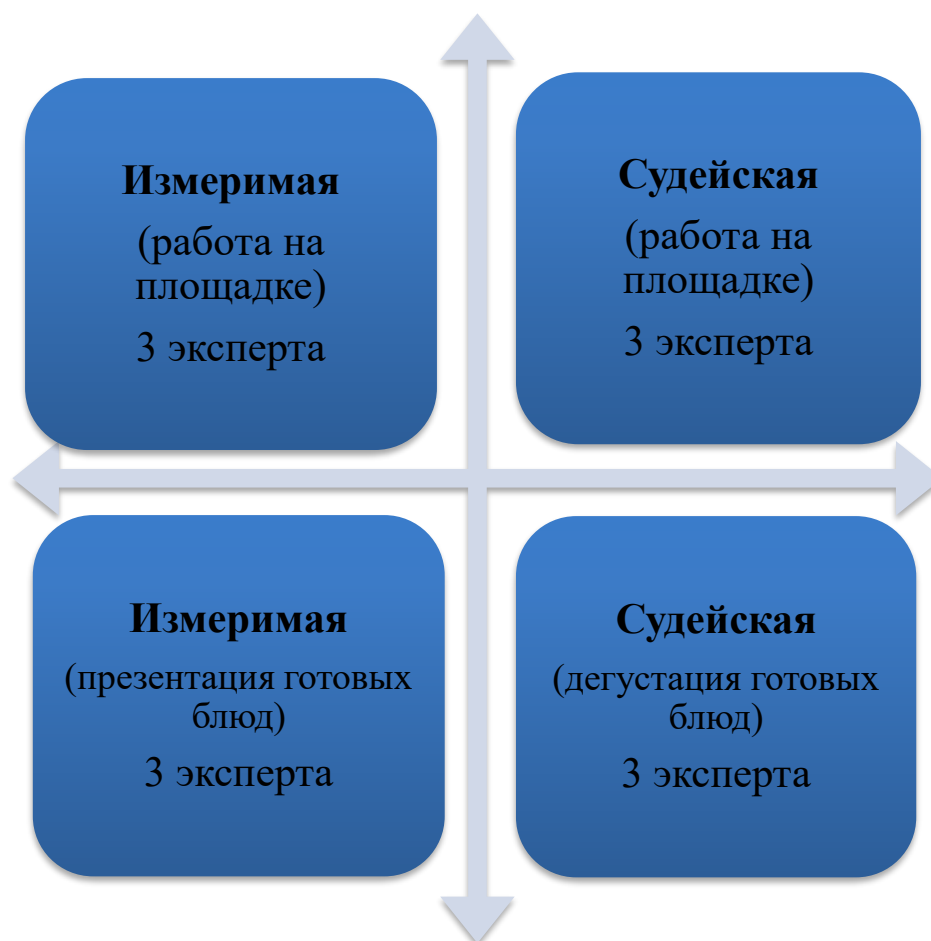 Измеримая
(работа на
площадке)
3 эксперта
Судейская
(работа на
площадке)
3 эксперта
Измеримая
(презентация готовых
блюд)
3 эксперта
Судейская
(дегустация готовых
блюд)
3 эксперта